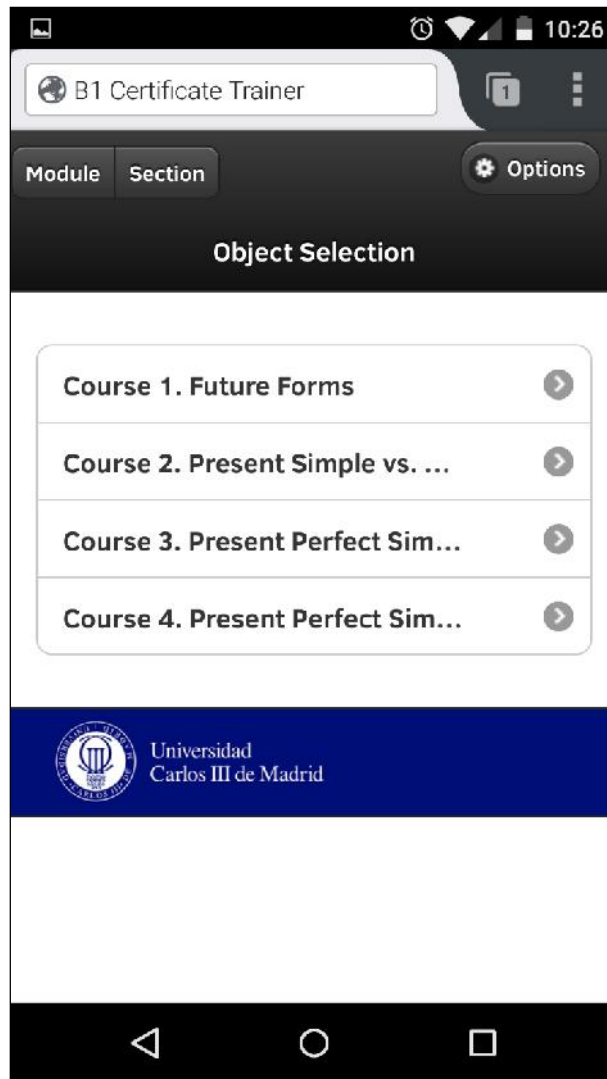 10:26
B1 Certificate Trainer
1
Module Section
Options
Object Selection
Course 1. Future Forms
Course 2. Present Simple vs. ...
Course 3. Present Perfect Sim...
Course 4. Present Perfect Sim...
Universidad
Carlos III de Madrid